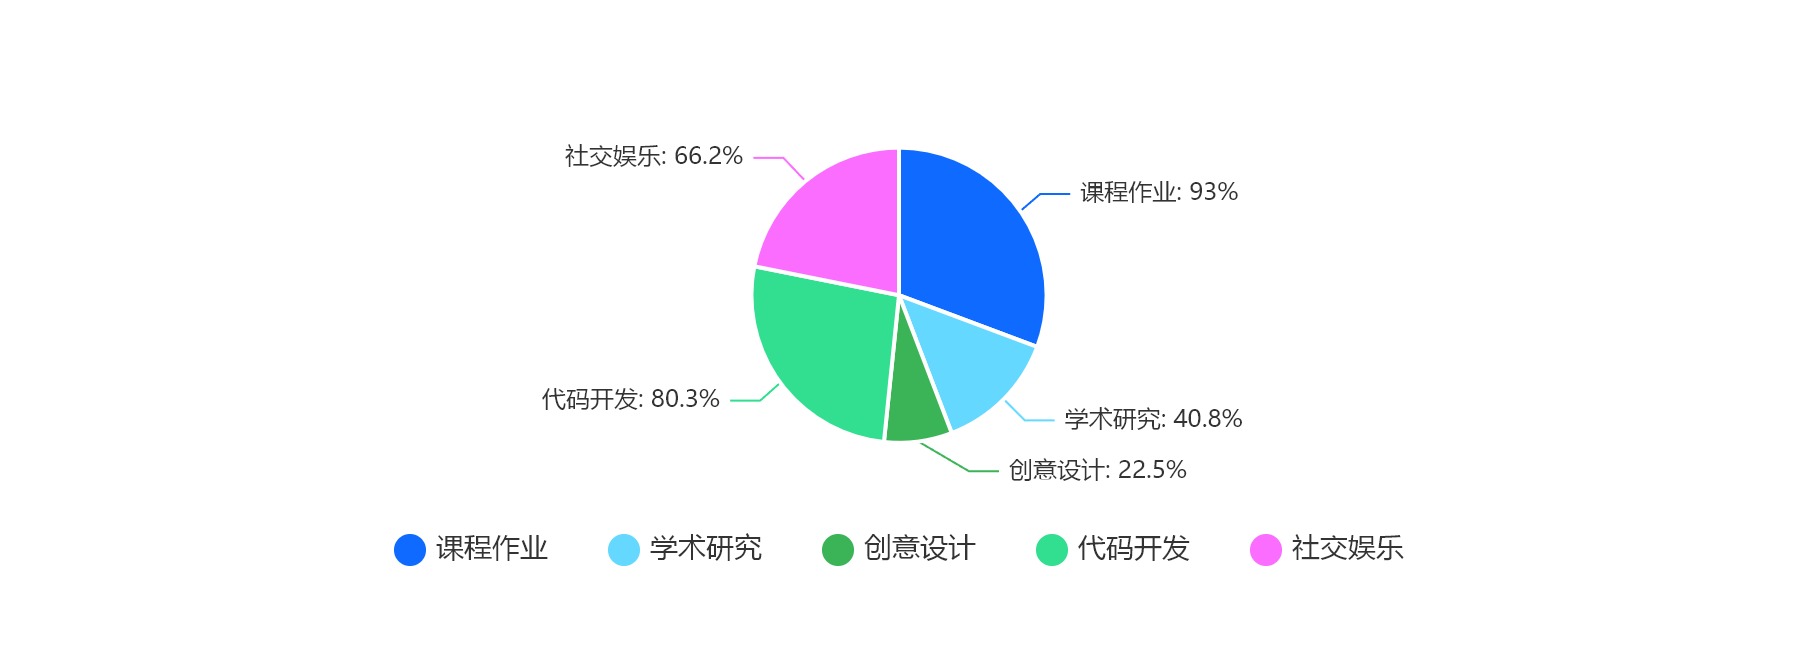 社交娱乐: 66.2%
课程作业: 93%
代码开发: 80.3%
学术研究: 40.8%
创意设计: 22.5%
课程作业 学术研究 创意设计 代码开发 社交娱乐